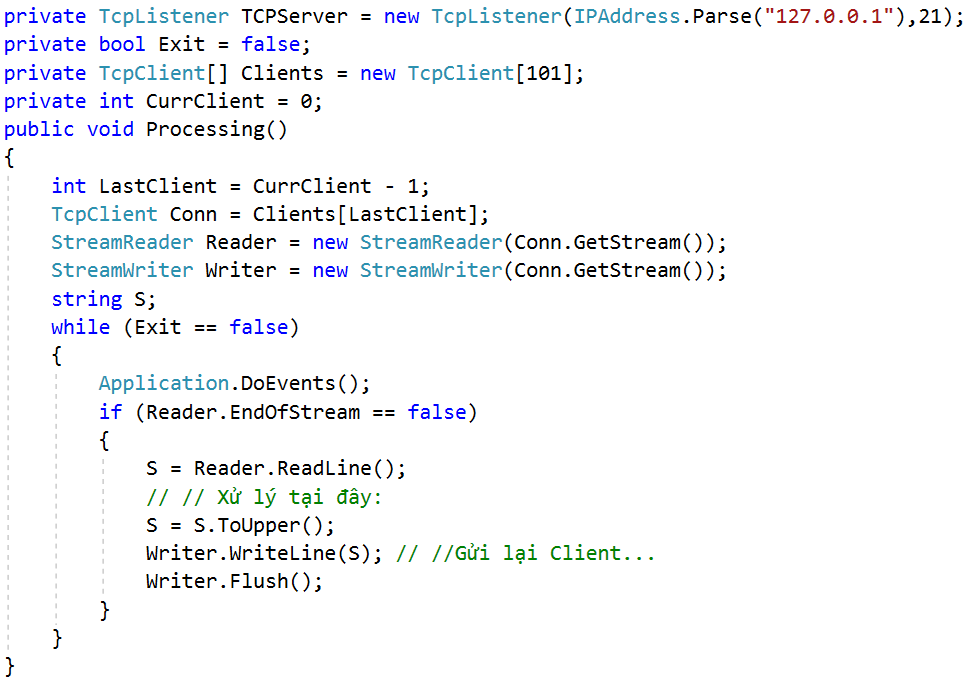 private TcpListener TCPServer = new TcpListener(IPAddress.Parse("127.0.0.1"),21);
private bool Exit = false;
private TcpClient[] Clients = new TcpClient[101];
private int CurrClient = 0;
public void Processing()
{
    int LastClient = CurrClient - 1;
    TcpClient Conn = Clients[LastClient];
    StreamReader Reader = new StreamReader(Conn.GetStream());
    StreamWriter Writer = new StreamWriter(Conn.GetStream());
    string S;
    while (Exit == false)
    {
        Application.DoEvents();
        if (Reader.EndOfStream == false)
        {
            S = Reader.ReadLine();
            // // Xử lý tại đây:
            S = S.ToUpper();
            Writer.WriteLine(S); // //Gửi lại Client...
            Writer.Flush();
        }
    }
}